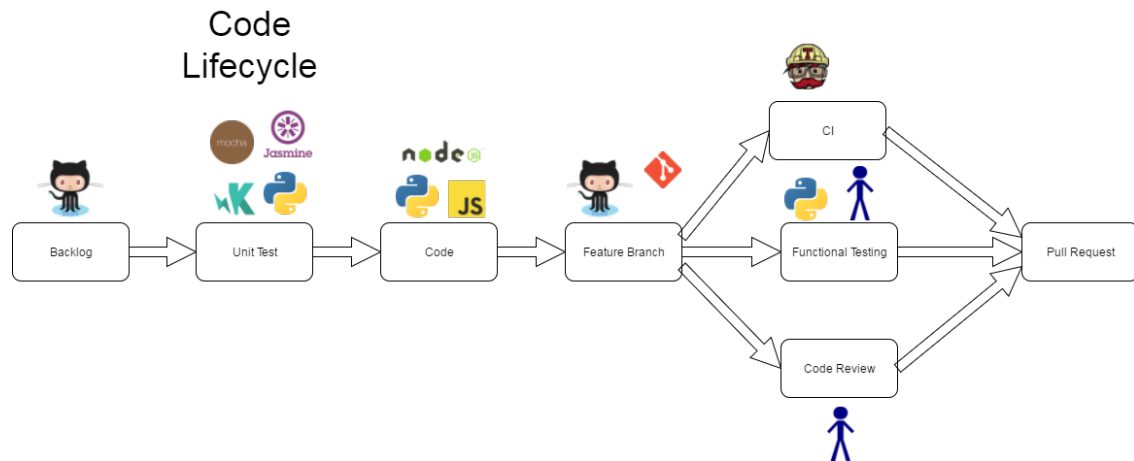 Code
Lifecycle
mocha
Jasmine
node
JS
K
JS
T
CI
Backlog
Unit Test
Code
Feature Branch
Functional Testing
Pull Request
Code Review